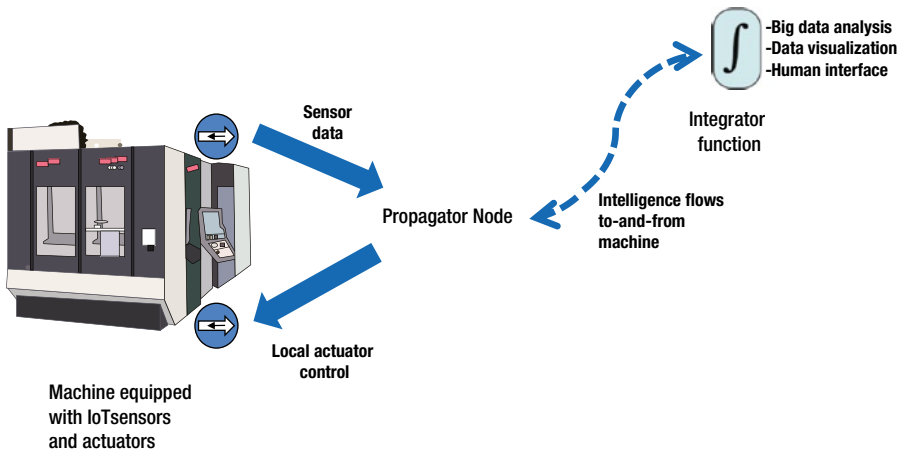 -Big data analysis
-Data visualization
-Human interface
∫
Integrator
function
Sensor
data
Propagator Node
Intelligence flows
to-and-from
machine
Local actuator
control
Machine equipped
with IoTsensors
and actuators